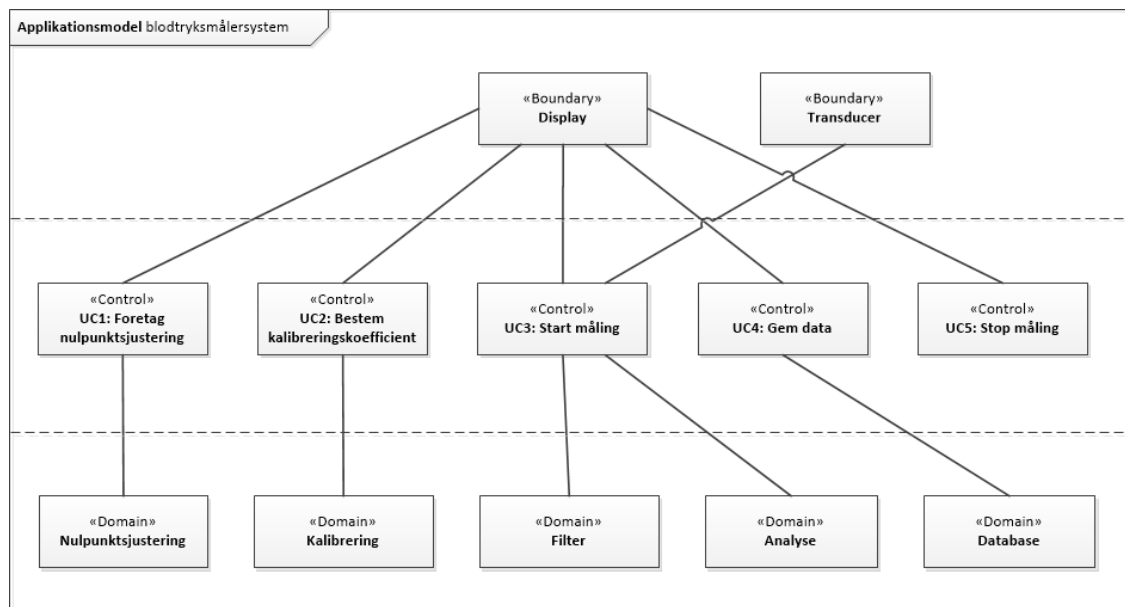 Applikationsmodel blodtryksmålersystem
«Boundary»
Display
«Boundary»
Transducer
«Control»
UC1: Foretag
nulpunktsjustering
«Control»
UC2: Bestem
kalibreringskoefficient
«Control»
UC3: Start måling
«Control»
UC4: Gem data
«Control»
UC5: Stop måling
«Domain»
Nulpunktsjustering
«Domain»
Kalibrering
«Domain»
Filter
«Domain»
Analyse
«Domain»
Database